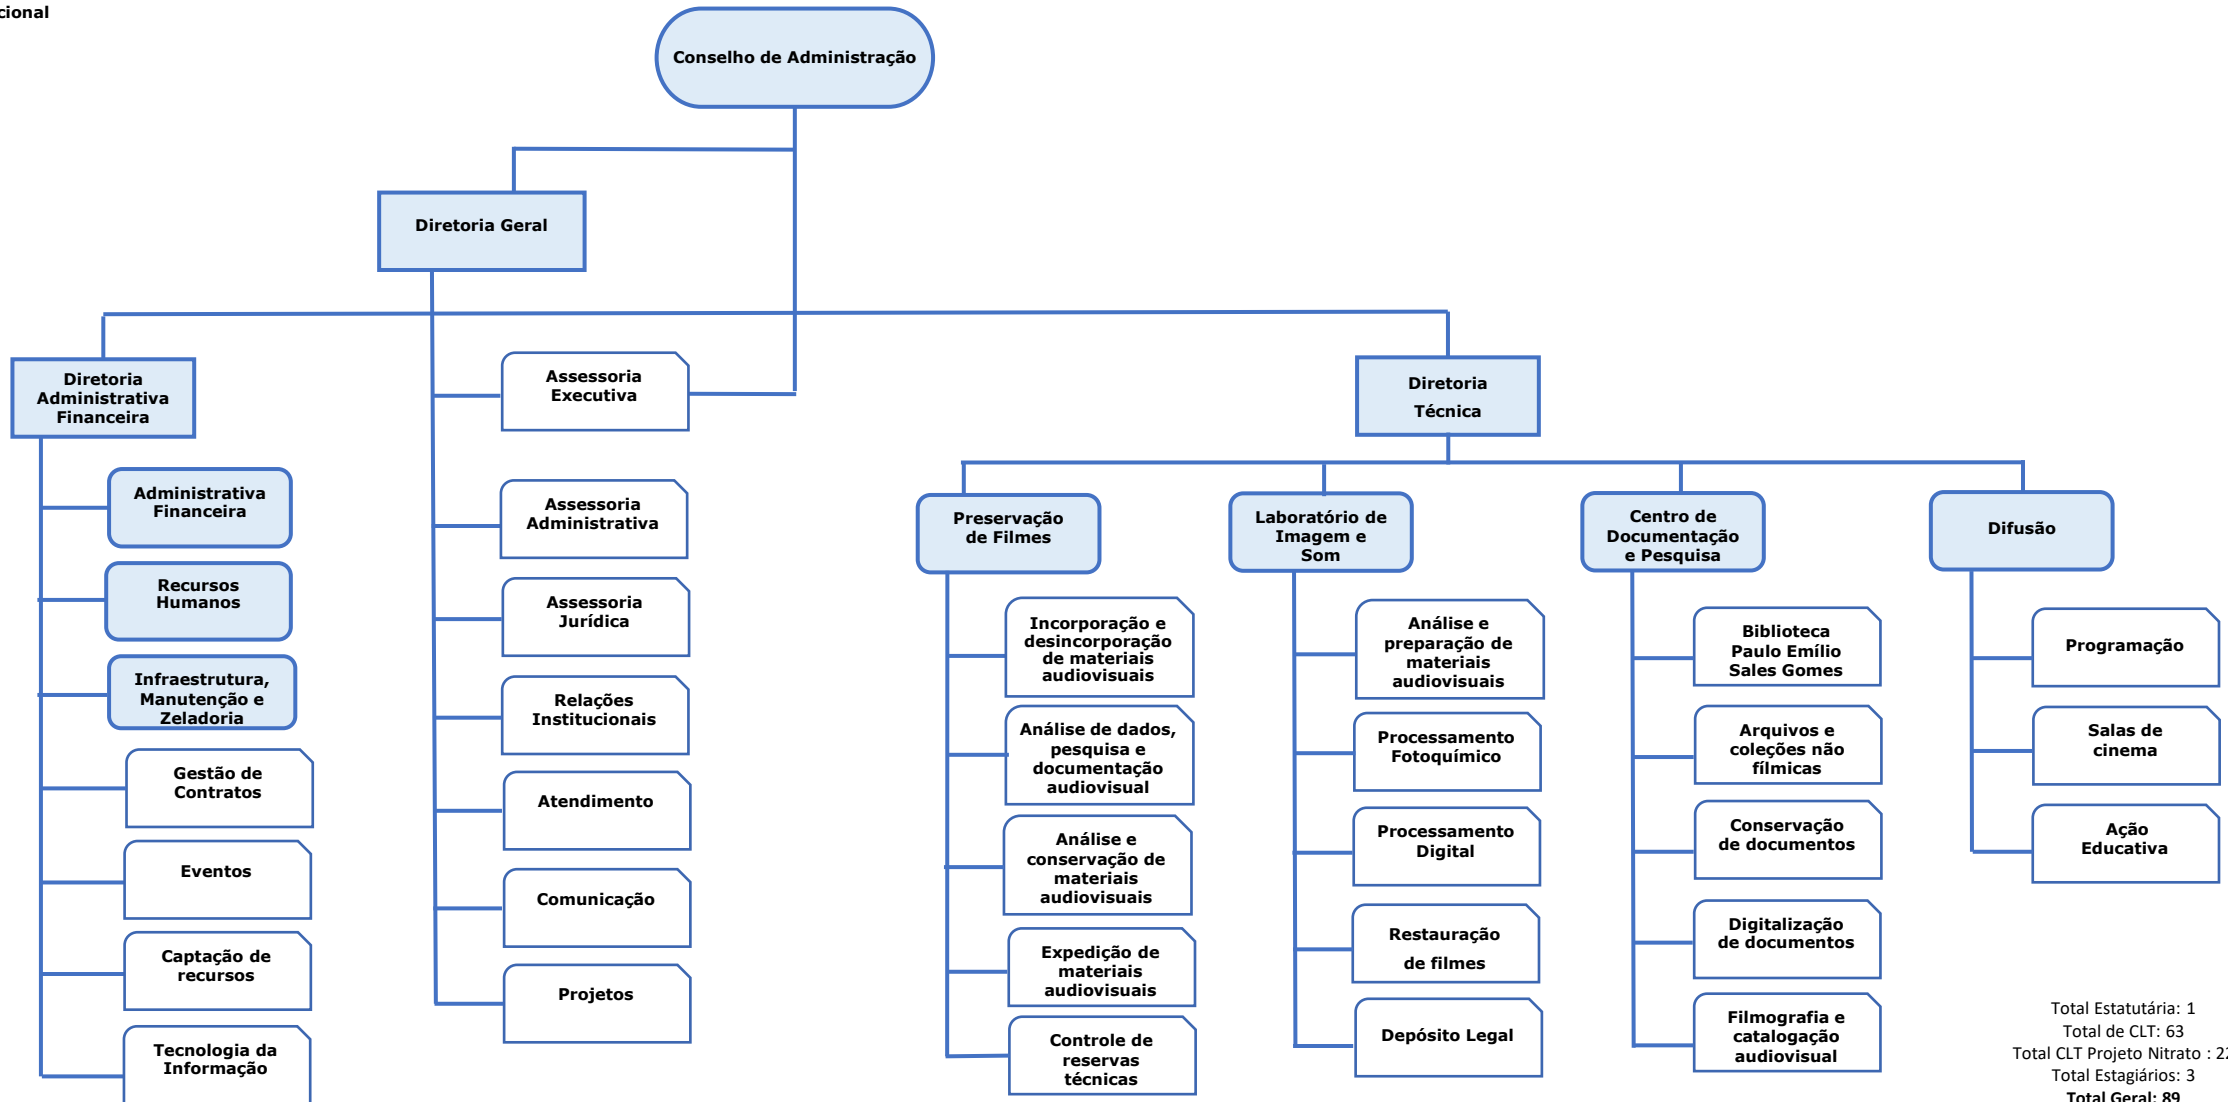 cional
Conselho de Administração
Diretoria Geral
Diretoria
Administrativa
Financeira
Assessoria
Executiva
Diretoria
Técnica
Administrativa
Financeira
Recursos
Humanos
Infraestrutura,
Manutenção e
Zeladoria
Gestão de
Contratos
Eventos
Captação de
recursos
Tecnologia da
Informação
Assessoria
Administrativa
Assessoria
Jurídica
Relações
Institucionais
Atendimento
Comunicação
Projetos
Preservação
de Filmes
Incorporação e
desincorporação
de materiais
audiovisuais
Análise de dados,
pesquisa e
documentação
audiovisual
Análise e
conservação de
materiais
audiovisuais
Expedição de
materiais
audiovisuais
Controle de
reservas
técnicas
Laboratório de
Imagem e
Som
Análise e
preparação de
materiais
audiovisuais
Processamento
Fotoquímico
Processamento
Digital
Restauração
de filmes
Depósito Legal
Centro de
Documentação
e Pesquisa
Biblioteca
Paulo Emílio
Sales Gomes
Arquivos e
coleções não
fílmicas
Conservação
de documentos
Digitalização
de documentos
Filmografia e
catalogação
audiovisual
Difusão
Programação
Salas de
cinema
Ação
Educativa
Total Estatutária: 1
Total de CLT: 63
Total CLT Projeto Nitrato : 22
Total Estagiários: 3
Total Geral: 89